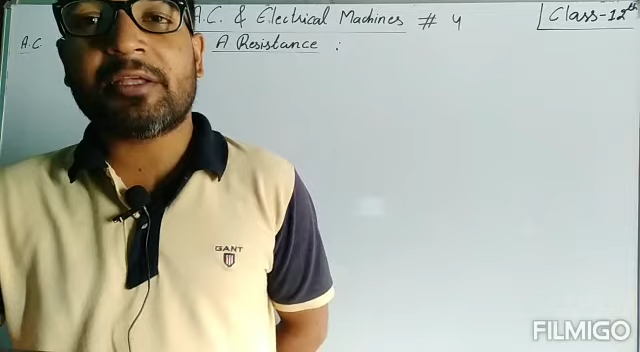 A.C. & Electrical Machines # 4
Class-12th
A.C.
A Resistance :
GANT
FILMIGO